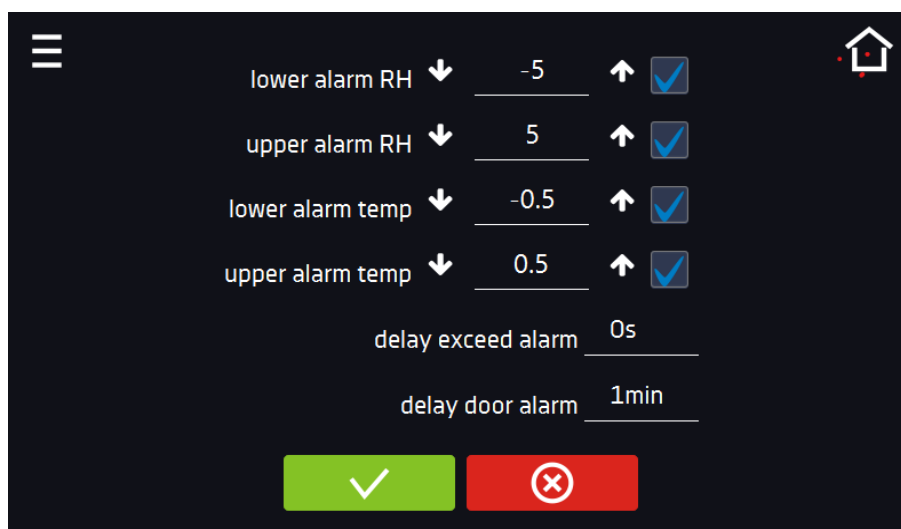 lower alarm RH -5
upper alarm RH 5
lower alarm temp -0.5
upper alarm temp 0.5
delay exceed alarm 0s
delay door alarm 1min